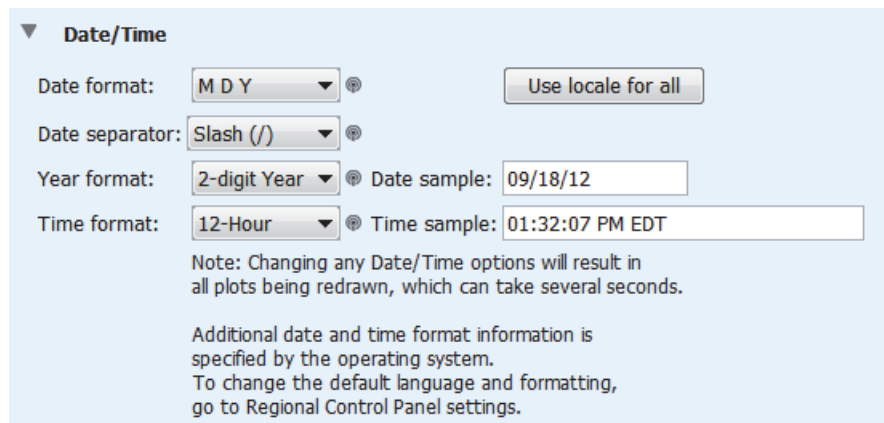 Date/Time
Date format: M D Y Use locale for all
Date separator: Slash (/)
Year format: 2-digit Year Date sample: 09/18/12
Time format: 12-Hour Time sample: 01:32:07 PM EDT
Note: Changing any Date/Time options will result in
all plots being redrawn, which can take several seconds.
Additional date and time format information is
specified by the operating system.
To change the default language and formatting,
go to Regional Control Panel settings.